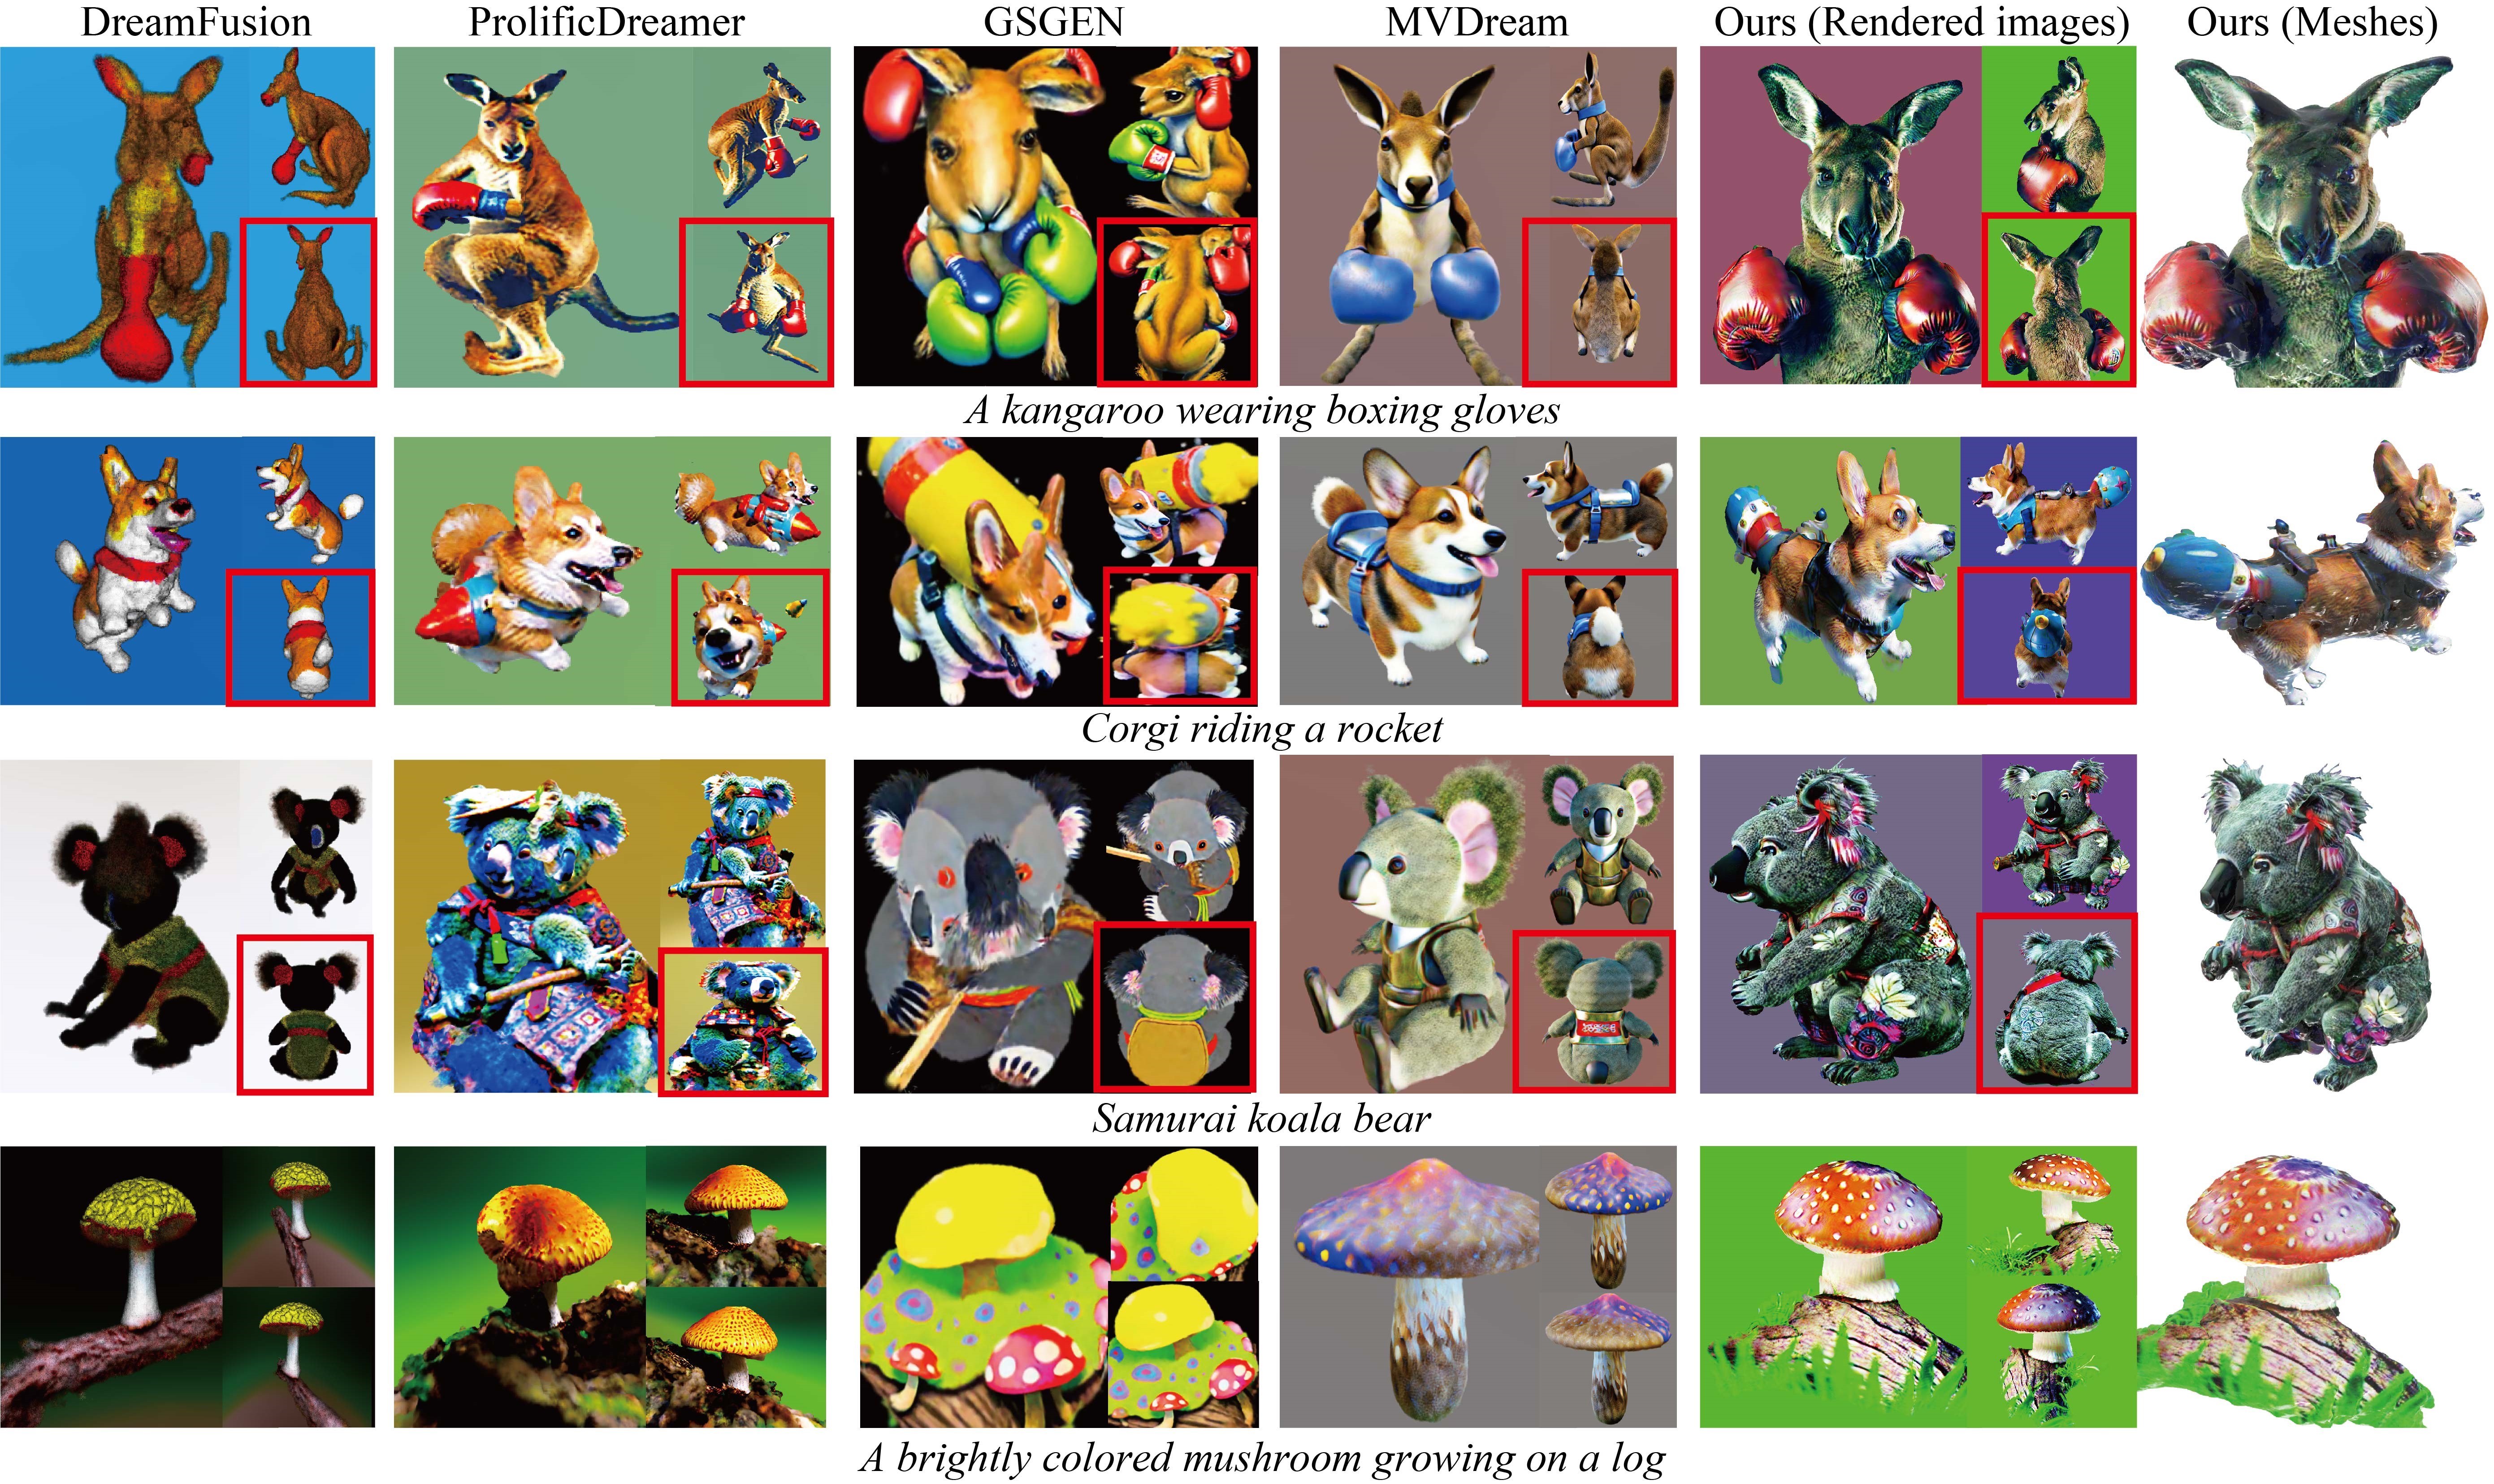 DreamFusion ProlificDreamer GSGEN MVDream Ours (Rendered images) Ours (Meshes)
A kangaroo wearing boxing gloves
Corgi riding a rocket
Samurai koala bear
A brightly colored mushroom growing on a log